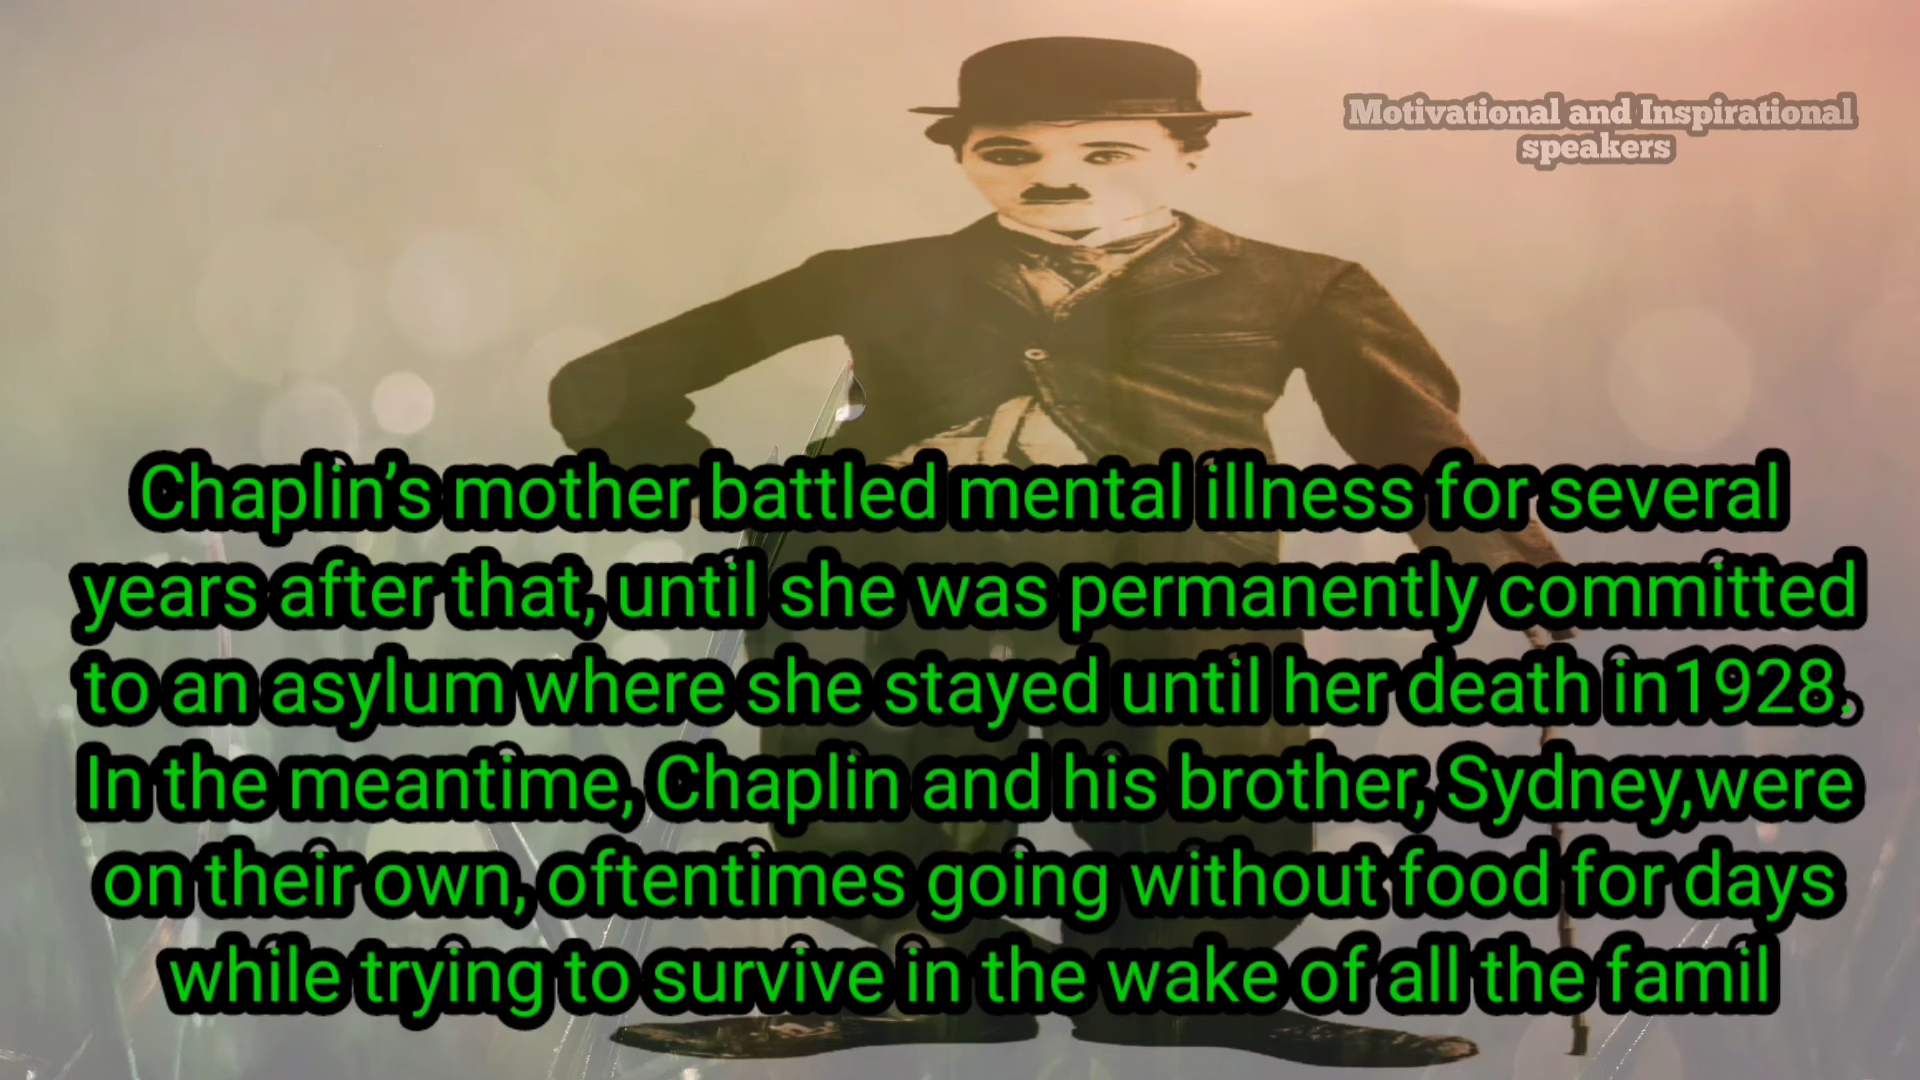 Motivational and Inspirational
speakers
Chaplin’s mother battled mental illness for several
years after that, until she was permanently committed
to an asylum where she stayed until her death in1928.
In the meantime, Chaplin and his brother, Sydney,were
on their own, oftentimes going without food for days
while trying to survive in the wake of all the famil